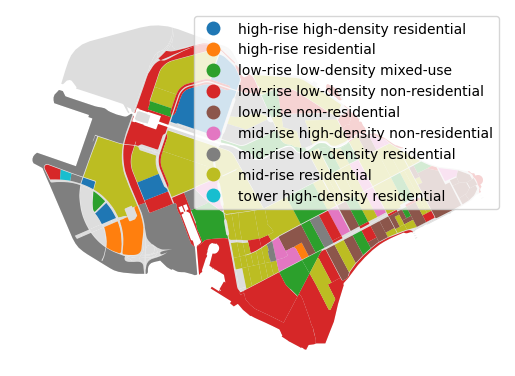 high-rise high-density residential
high-rise residential
low-rise low-density mixed-use
low-rise low-density non-residential
low-rise non-residential
mid-rise high-density non-residential
mid-rise low-density residential
mid-rise residential
tower high-density residential